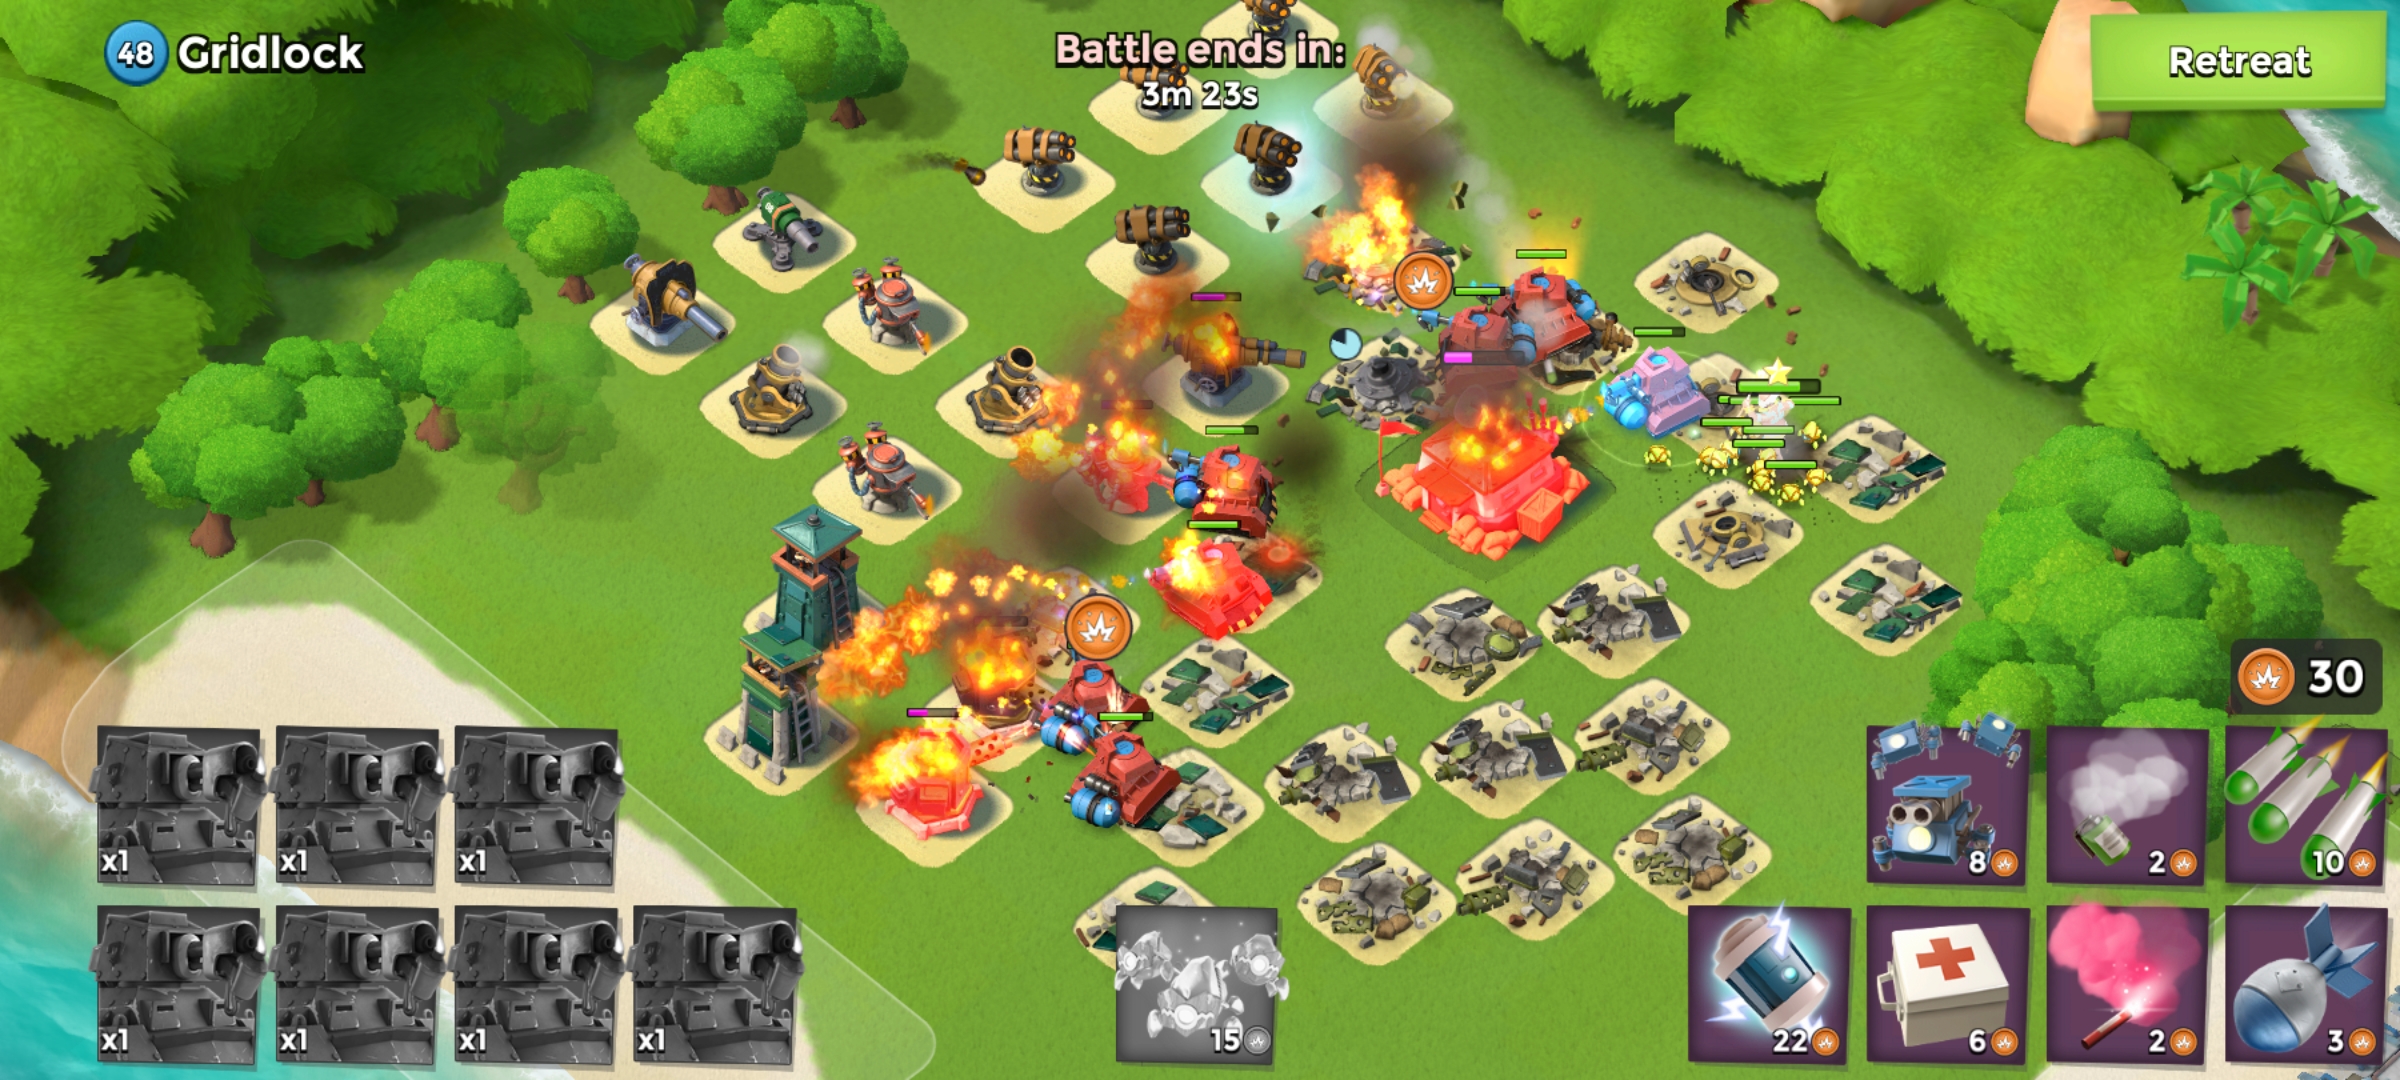 48 Gridlock
Battle ends in:
3m 23s
Retreat
30
x1 x1 x1
8 2 10
x1 x1 x1 x1
15
22 6 2 3